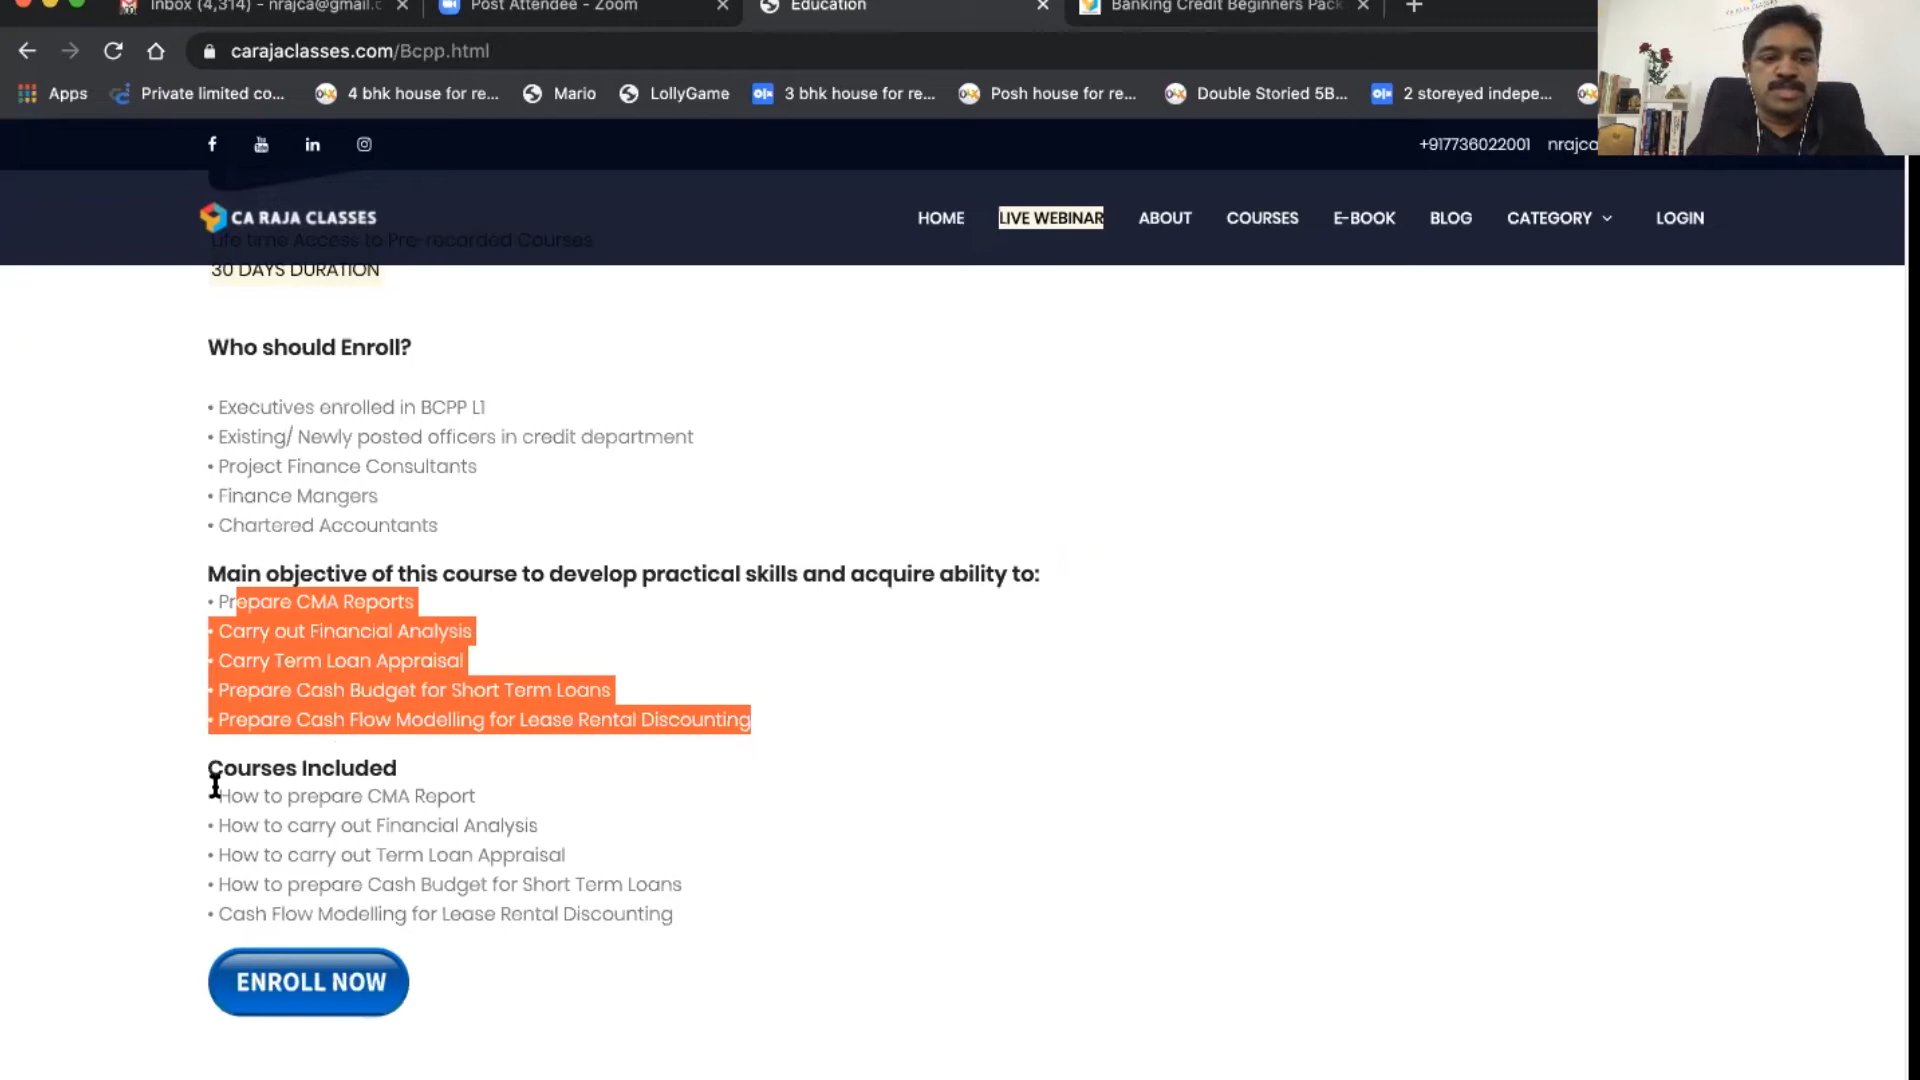 Inbox (4,314) - nrajca@gmail.c
Post Attendee - Zoom
Education
Banking Credit Beginners Pack
carajaclasses.com/Bcpp.html
Apps
Private limited co...
4 bhk house for re...
Mario
LollyGame
3 bhk house for re...
Posh house for re...
Double Storied 5B...
2 storeyed indepe...
+917736022001 nrajca
CA RAJA CLASSES
HOME
LIVE WEBINAR
ABOUT
COURSES
E-BOOK
BLOG
CATEGORY
LOGIN
Life time Access to Pre-recorded Courses
30 DAYS DURATION
Who should Enroll?
• Executives enrolled in BCPP L1
• Existing/ Newly posted officers in credit department
• Project Finance Consultants
• Finance Mangers
• Chartered Accountants
Main objective of this course to develop practical skills and acquire ability to:
• Prepare CMA Reports
• Carry out Financial Analysis
• Carry Term Loan Appraisal
• Prepare Cash Budget for Short Term Loans
• Prepare Cash Flow Modelling for Lease Rental Discounting
Courses Included
• How to prepare CMA Report
• How to carry out Financial Analysis
• How to carry out Term Loan Appraisal
• How to prepare Cash Budget for Short Term Loans
• Cash Flow Modelling for Lease Rental Discounting
ENROLL NOW